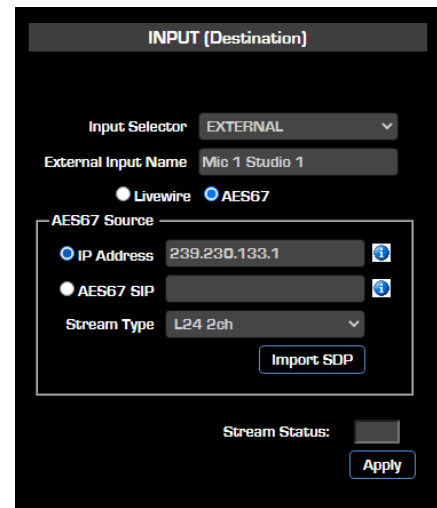 INPUT (Destination)
Input Selector EXTERNAL
External Input Name Mic 1 Studio 1
Livewire AES67
AES67 Source
IP Address 239.230.133.1
AES67 SIP
Stream Type L24 2ch
Import SDP
Stream Status:
Apply